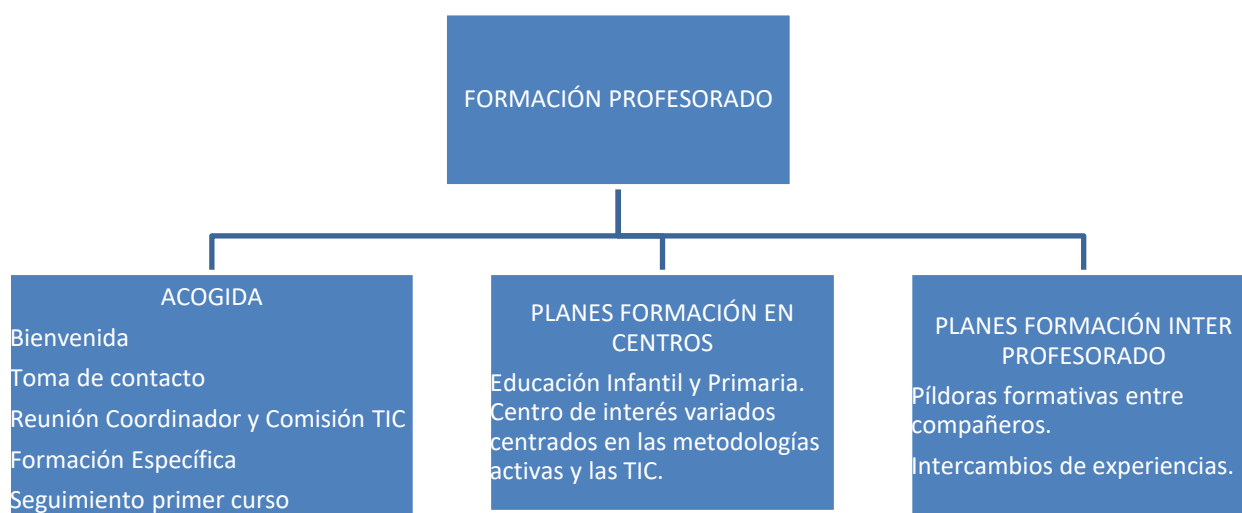 FORMACIÓN PROFESORADO
ACOGIDA
Bienvenida
Toma de contacto
Reunión Coordinador y Comisión TIC
Formación Específica
Seguimiento primer curso
PLANES FORMACIÓN EN
CENTROS
Educación Infantil y Primaria.
Centro de interés variados
centrados en las metodologías
activas y las TIC.
PLANES FORMACIÓN INTER
PROFESORADO
Píldoras formativas entre
compañeros.
Intercambios de experiencias.